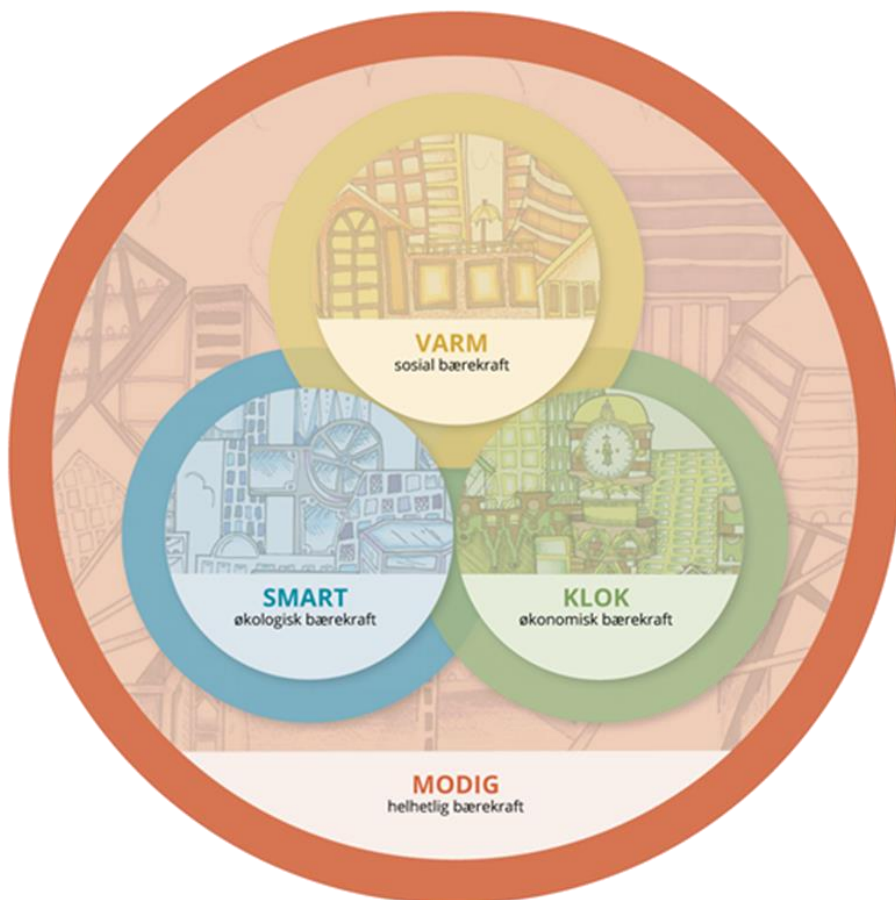 VARM
sosial bærekraft
SMART
økologisk bærekraft
KLOK
økonomisk bærekraft
MODIG
helhetlig bærekraft